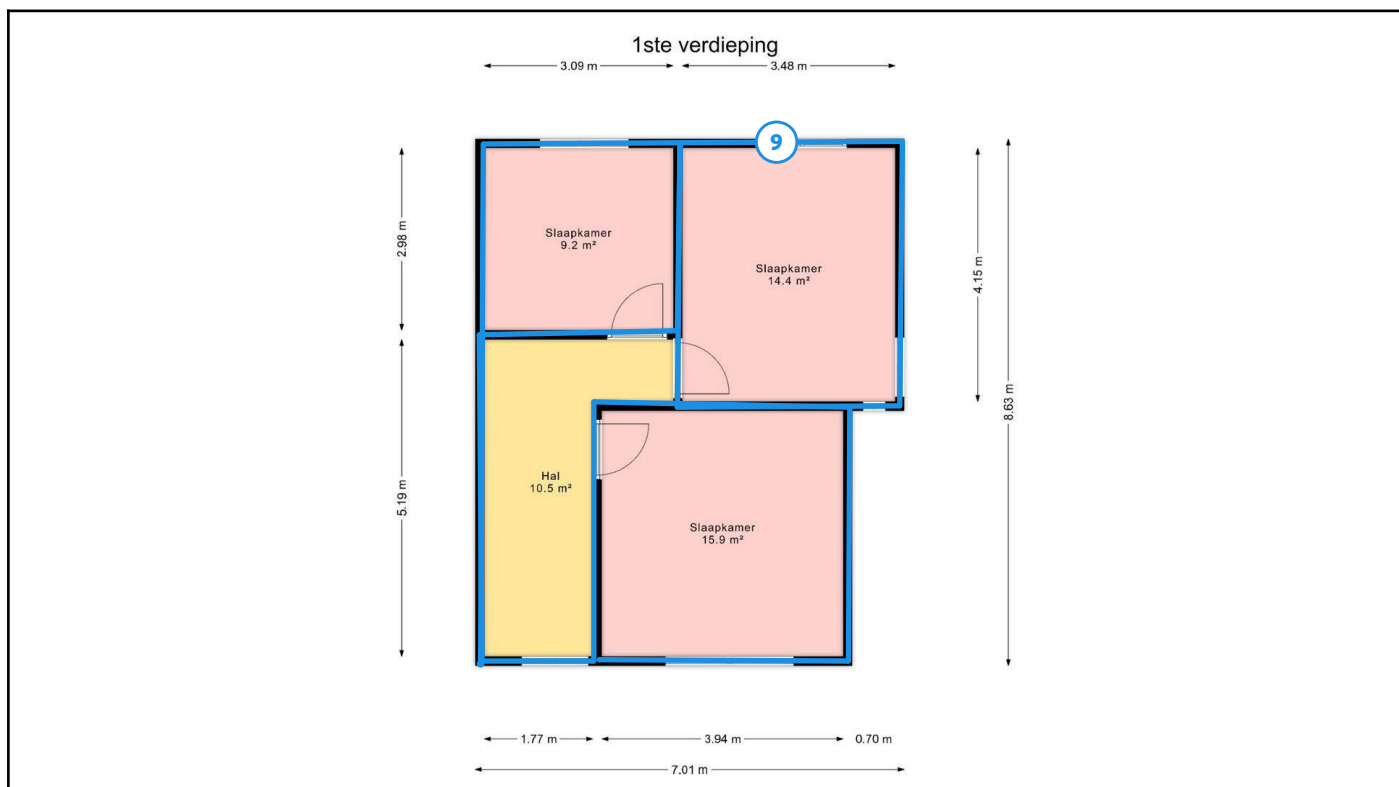 1ste verdieping
3.09 m
3.48 m
9
2.98 m
Slaapkamer
9.2 m²
Slaapkamer
14.4 m²
4.15 m
8.63 m
5.19 m
Hal
10.5 m²
Slaapkamer
15.9 m²
1.77 m
3.94 m
0.70 m
7.01 m